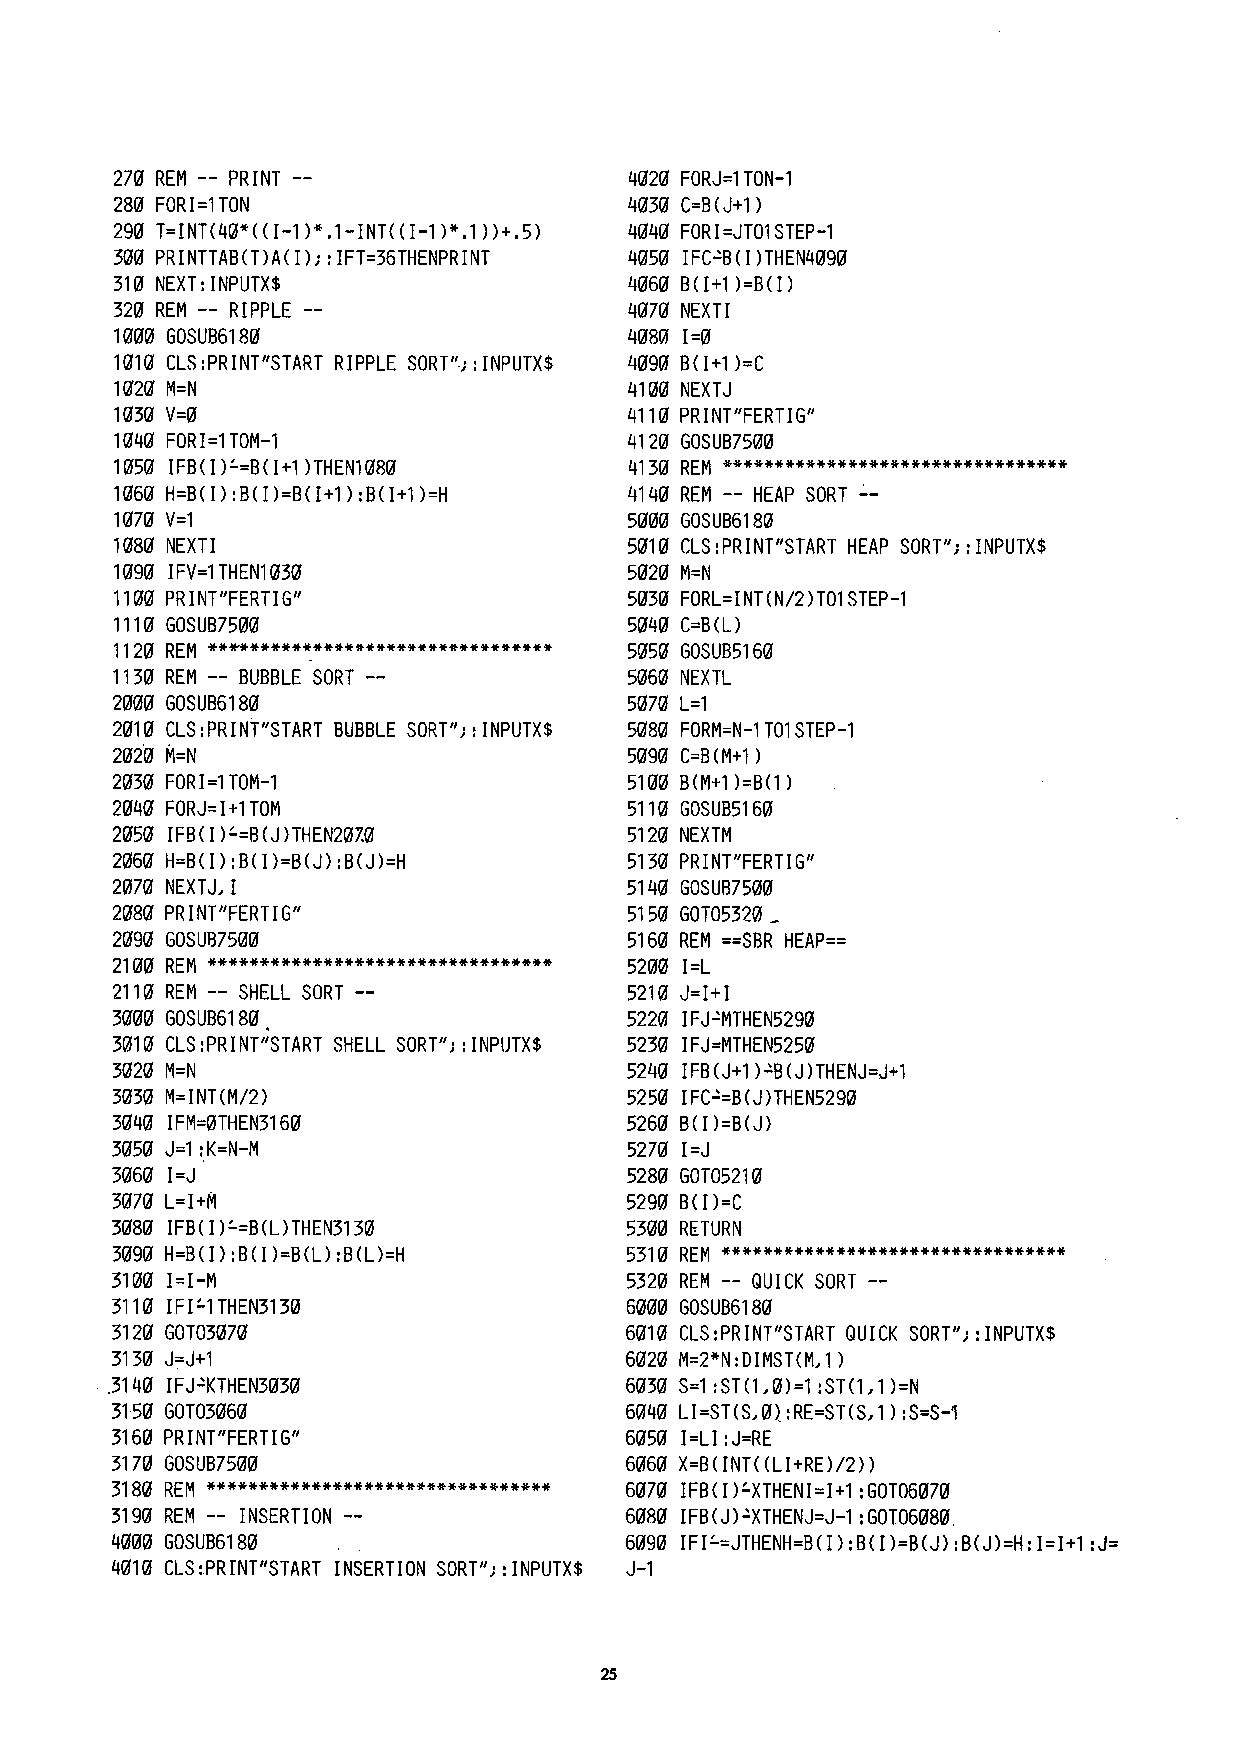 270 REM -- PRINT --
280 FORI=1TON
290 T=INT(40*((I-1)*.1-INT((I-1)*.1))+.5)
300 PRINTTAB(T)A(I);:IFT=36THENPRINT
310 NEXT:INPUTX$
320 REM -- RIPPLE --
1000 GOSUB6180
1010 CLS:PRINT"START RIPPLE SORT";:INPUTX$
1020 M=N
1030 V=0
1040 FORI=1TOM-1
1050 IFB(I)<=B(I+1)THEN1080
1060 H=B(I):B(I)=B(I+1):B(I+1)=H
1070 V=1
1080 NEXTI
1090 IFV=1THEN1030
1100 PRINT"FERTIG"
1110 GOSUB7500
1120 REM *********************************
1130 REM -- BUBBLE SORT --
2000 GOSUB6180
2010 CLS:PRINT"START BUBBLE SORT";:INPUTX$
2020 M=N
2030 FORI=1TOM-1
2040 FORJ=I+1TOM
2050 IFB(I)<=B(J)THEN2070
2060 H=B(I):B(I)=B(J):B(J)=H
2070 NEXTJ,I
2080 PRINT"FERTIG"
2090 GOSUB7500
2100 REM *********************************
2110 REM -- SHELL SORT --
3000 GOSUB6180
3010 CLS:PRINT"START SHELL SORT";:INPUTX$
3020 M=N
3030 M=INT(M/2)
3040 IFM=0THEN3160
3050 J=1:K=N-M
3060 I=J
3070 L=I+M
3080 IFB(I)<=B(L)THEN3130
3090 H=B(I):B(I)=B(L):B(L)=H
3100 I=I-M
3110 IFI<1THEN3130
3120 GOTO3070
3130 J=J+1
3140 IFJ>KTHEN3030
3150 GOTO3060
3160 PRINT"FERTIG"
3170 GOSUB7500
3180 REM *********************************
3190 REM -- INSERTION --
4000 GOSUB6180
4010 CLS:PRINT"START INSERTION SORT";:INPUTX$
4020 FORJ=1TON-1
4030 C=B(J+1)
4040 FORI=JTO1STEP-1
4050 IFC>B(I)THEN4090
4060 B(I+1)=B(I)
4070 NEXTI
4080 I=0
4090 B(I+1)=C
4100 NEXTJ
4110 PRINT"FERTIG"
4120 GOSUB7500
4130 REM *********************************
4140 REM -- HEAP SORT --
5000 GOSUB6180
5010 CLS:PRINT"START HEAP SORT";:INPUTX$
5020 M=N
5030 FORL=INT(N/2)TO1STEP-1
5040 C=B(L)
5050 GOSUB5160
5060 NEXTL
5070 L=1
5080 FORM=N-1TO1STEP-1
5090 C=B(M+1)
5100 B(M+1)=B(1)
5110 GOSUB5160
5120 NEXTM
5130 PRINT"FERTIG"
5140 GOSUB7500
5150 GOTO5320
5160 REM ==SBR HEAP==
5200 I=L
5210 J=I+I
5220 IFJ>MTHEN5290
5230 IFJ=MTHEN5250
5240 IFB(J+1)>B(J)THENJ=J+1
5250 IFC>=B(J)THEN5290
5260 B(I)=B(J)
5270 I=J
5280 GOTO5210
5290 B(I)=C
5300 RETURN
5310 REM *********************************
5320 REM -- QUICK SORT --
6000 GOSUB6180
6010 CLS:PRINT"START QUICK SORT";:INPUTX$
6020 M=2*N:DIMST(M,1)
6030 S=1:ST(1,0)=1:ST(1,1)=N
6040 LI=ST(S,0):RE=ST(S,1):S=S-1
6050 I=LI:J=RE
6060 X=B(INT((LI+RE)/2))
6070 IFB(I)<XTHENI=I+1:GOTO6070
6080 IFB(J)>XTHENJ=J-1:GOTO6080
6090 IFI<=JTHENH=B(I):B(I)=B(J):B(J)=H:I=I+1:J=
J-1
25